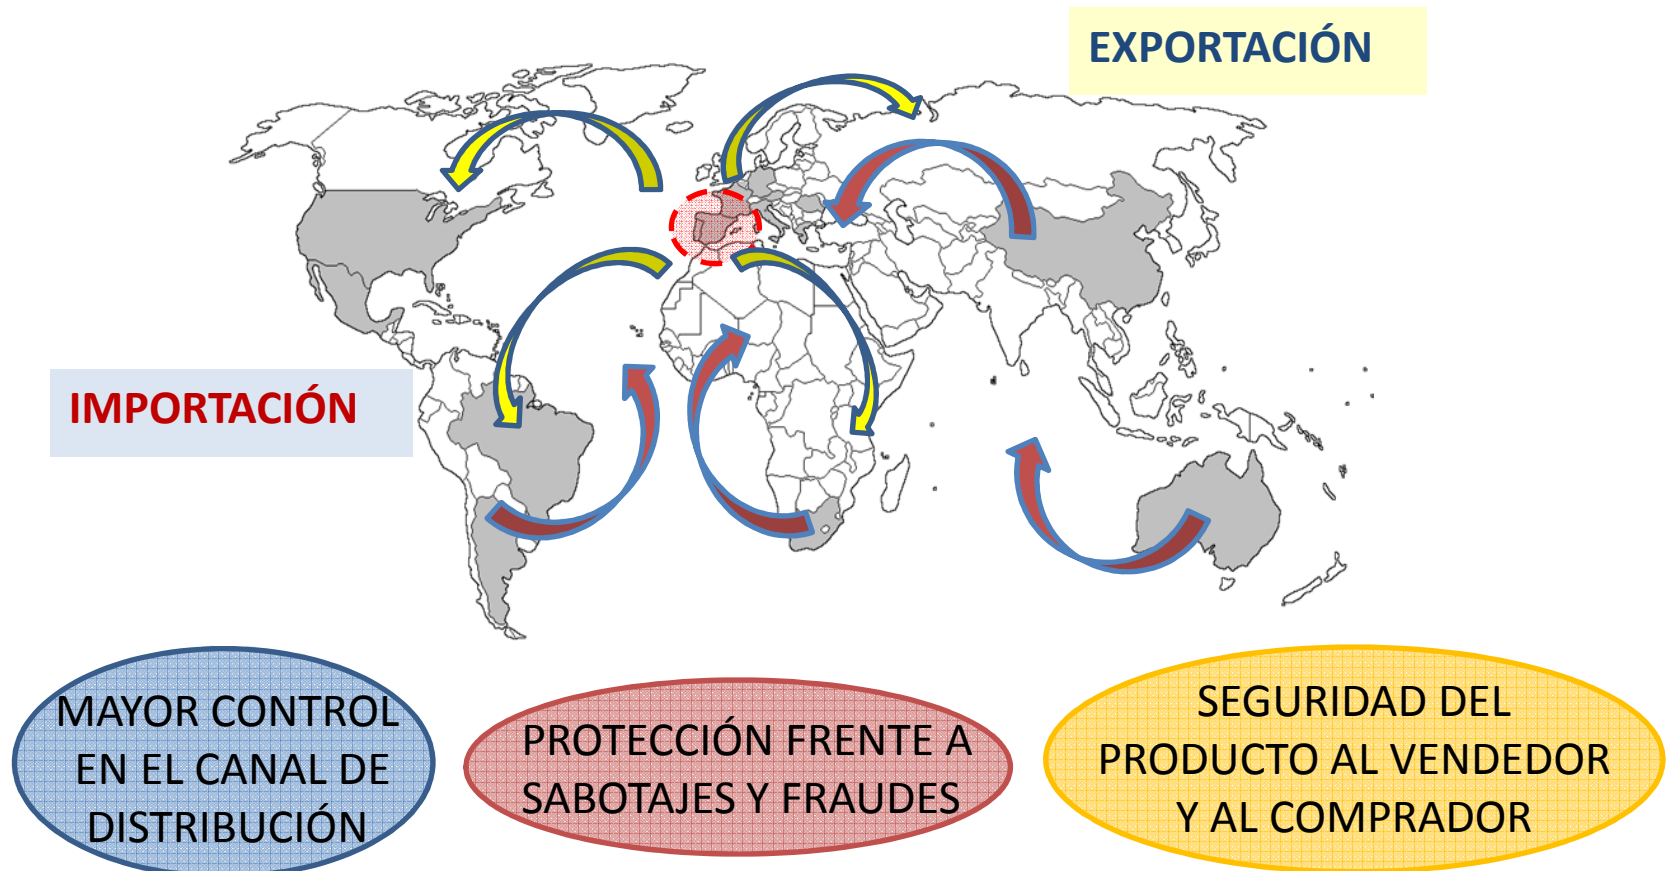 EXPORTACIÓN
IMPORTACIÓN
MAYOR CONTROL
EN EL CANAL DE
DISTRIBUCIÓN
PROTECCIÓN FRENTE A
SABOTAJES Y FRAUDES
SEGURIDAD DEL
PRODUCTO AL VENDEDOR
Y AL COMPRADOR